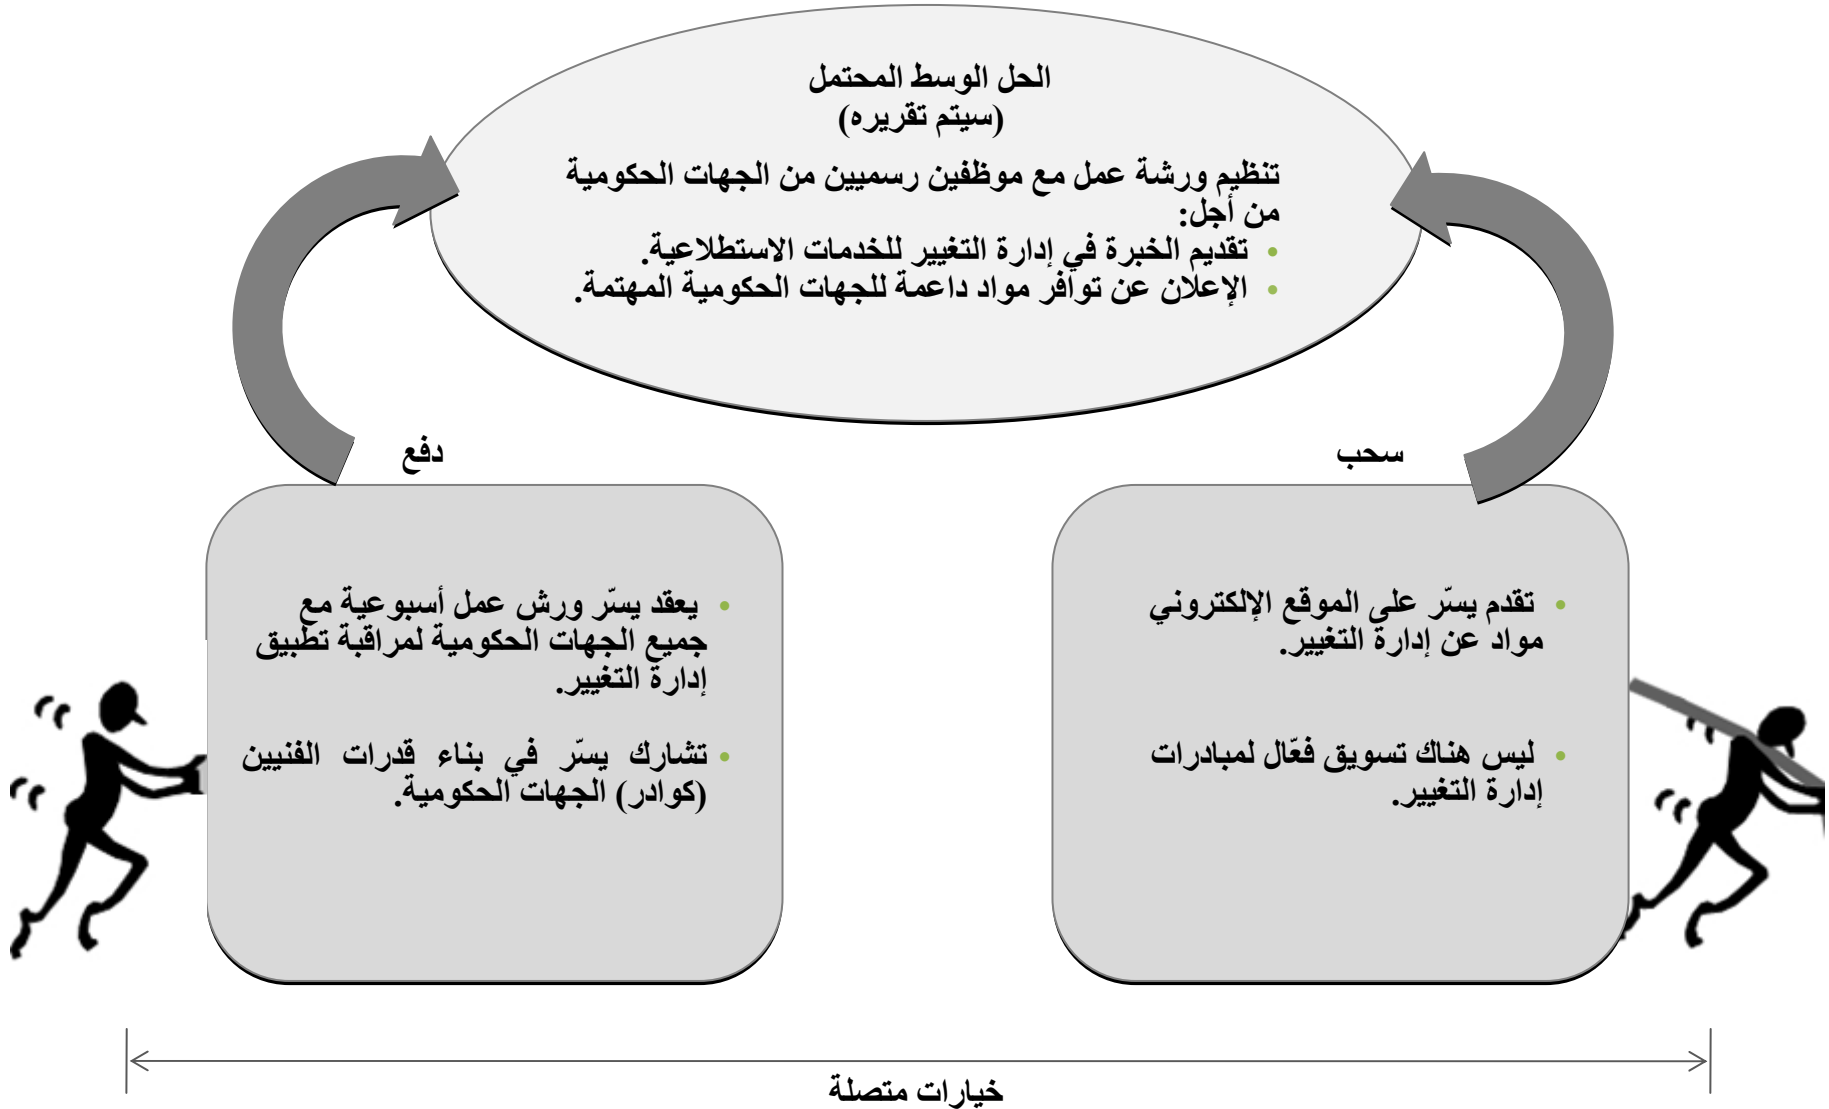 الحل الوسط المحتمل
(سيتم تقريره)
تنظيم ورشة عمل مع موظفين رسميين من الجهات الحكومية
من أجل:
• تقديم الخبرة في إدارة التغيير للخدمات الاستطلاعية.
• الإعلان عن توافر مواد داعمة للجهات الحكومية المهتمة.
سحب
• تقدم يسّر على الموقع الإلكتروني
مواد عن إدارة التغيير.
• ليس هناك تسويق فعّال لمبادرات
إدارة التغيير.
دفع
• يعقد يسّر ورش عمل أسبوعية مع
جميع الجهات الحكومية لمراقبة تطبيق
إدارة التغيير.
• تشارك يسّر في بناء قدرات الفنيين
(كوادر) الجهات الحكومية.
خيارات متصلة